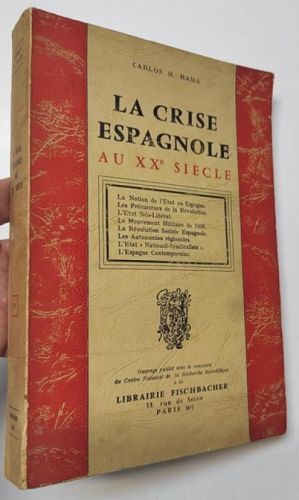 CARLOS M. RAMA
LA CRISE
ESPAGNOLE
AU XXᴱ SIÈCLE
La Notion de l'Etat en Espagne.
Les Précurseurs de la Révolution.
L'Etat Néo-Libéral.
Le Mouvement Militaire de 1936.
La Révolution Sociale Espagnole.
Les Autonomies régionales.
L'Etat « National-Syndicaliste ».
L'Espagne Contemporaine.
Ouvrage publié avec le concours
du Centre National de la Recherche Scientifique
à la
LIBRAIRIE FISCHBACHER
33, rue de Seine
PARIS (6ᵉ)